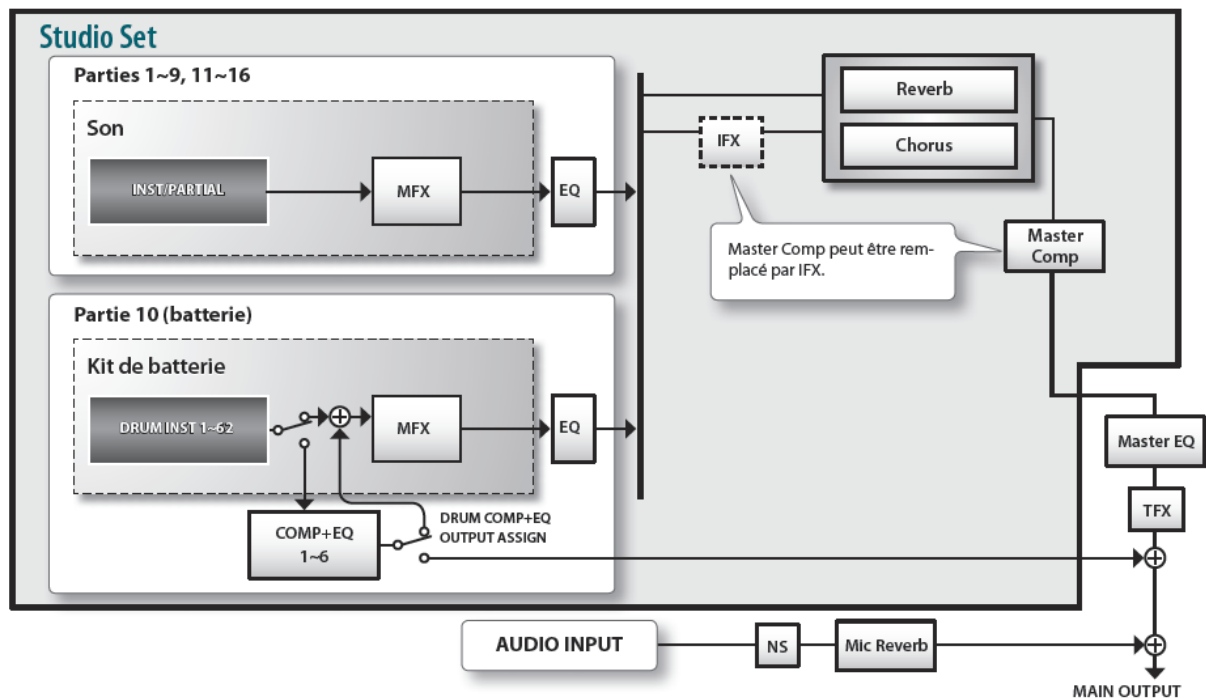 Studio Set
Parties 1~9, 11~16
Son
INST/PARTIAL
MFX
EQ
Partie 10 (batterie)
Kit de batterie
DRUM INST 1~62
MFX
EQ
COMP+EQ
1~6
DRUM COMP+EQ
OUTPUT ASSIGN
IFX
Reverb
Chorus
Master Comp peut être rem-
placé par IFX.
Master
Comp
Master EQ
TFX
AUDIO INPUT
NS
Mic Reverb
MAIN OUTPUT